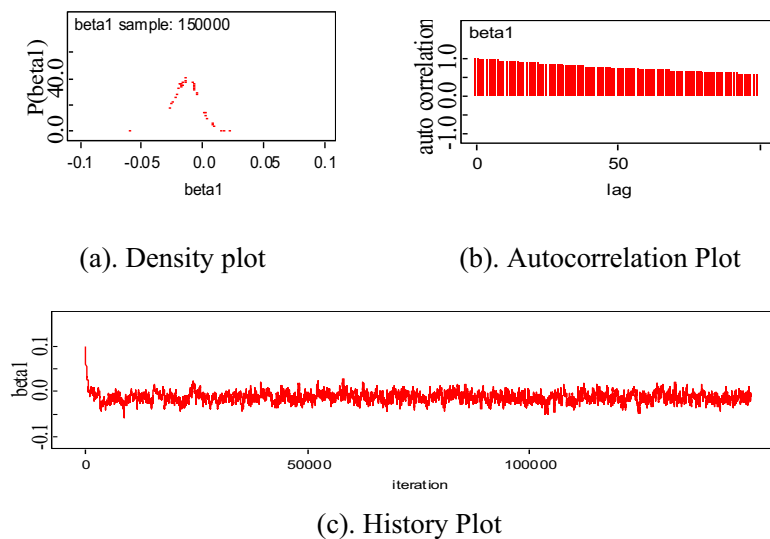 beta1 sample: 150000
P(beta1)
40.0
0.0
-0.1 -0.05 0.0 0.05 0.1
beta1
beta1
auto correlation
1.0
0.0
-1.0
0 50
lag
(a). Density plot
(b). Autocorrelation Plot
beta1
0.1
0.0
-0.1
0 50000 100000
iteration
(c). History Plot